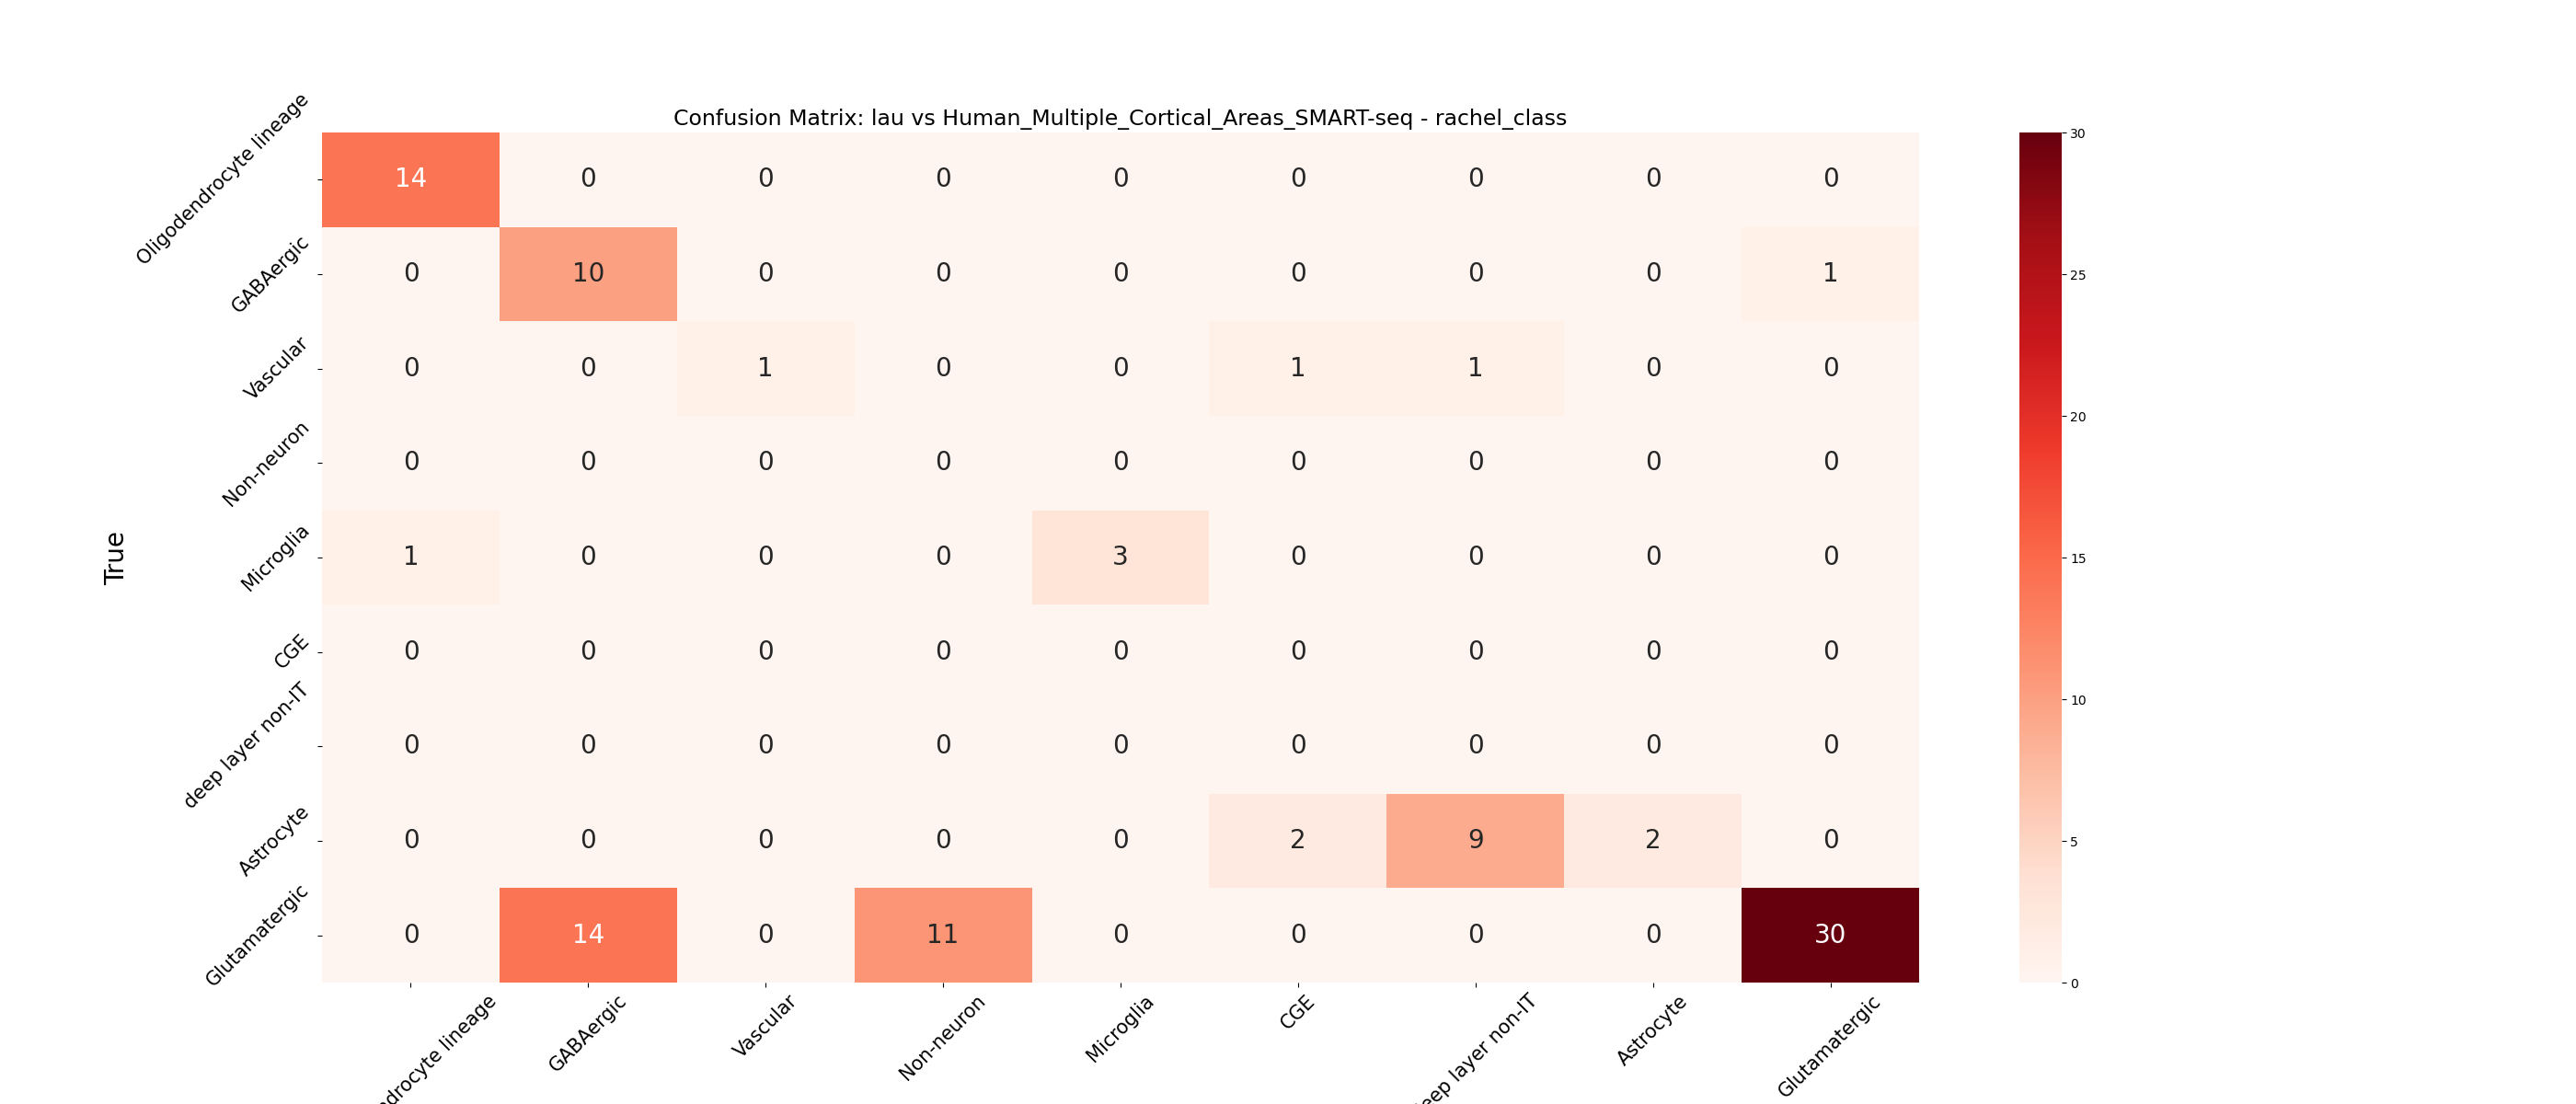 Confusion Matrix: lau vs Human_Multiple_Cortical_Areas_SMART-seq - rachel_class
True
Oligodendrocyte lineage 14 0 0 0 0 0 0 0 0
GABAergic 0 10 0 0 0 0 0 0 1
Vascular 0 0 1 0 0 1 1 0 0
Non-neuron 0 0 0 0 0 0 0 0 0
Microglia 1 0 0 0 3 0 0 0 0
CGE 0 0 0 0 0 0 0 0 0
deep layer non-IT 0 0 0 0 0 0 0 0 0
Astrocyte 0 0 0 0 0 2 9 2 0
Glutamatergic 0 14 0 11 0 0 0 0 30
lineage
GABAergic
Vascular
Non-neuron
Microglia
CGE
layer non-IT
Astrocyte
Glutamatergic
30
25
20
15
10
5
0